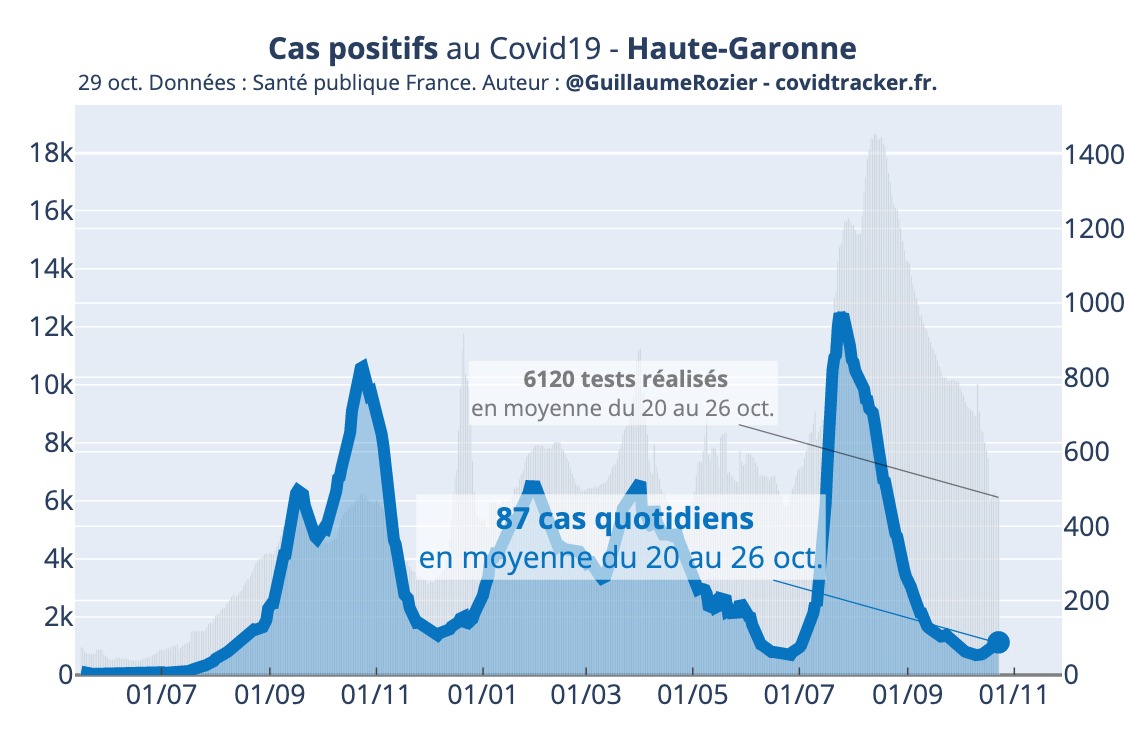 Cas positifs au Covid19 - Haute-Garonne
29 oct. Données : Santé publique France. Auteur : @GuillaumeRozier - covidtracker.fr.
18k
16k
14k
12k
10k
8k
6k
4k
2k
0
1400
1200
1000
800
600
400
200
0
6120 tests réalisés
en moyenne du 20 au 26 oct.
87 cas quotidiens
en moyenne du 20 au 26 oct.
01/07 01/09 01/11 01/01 01/03 01/05 01/07 01/09 01/11